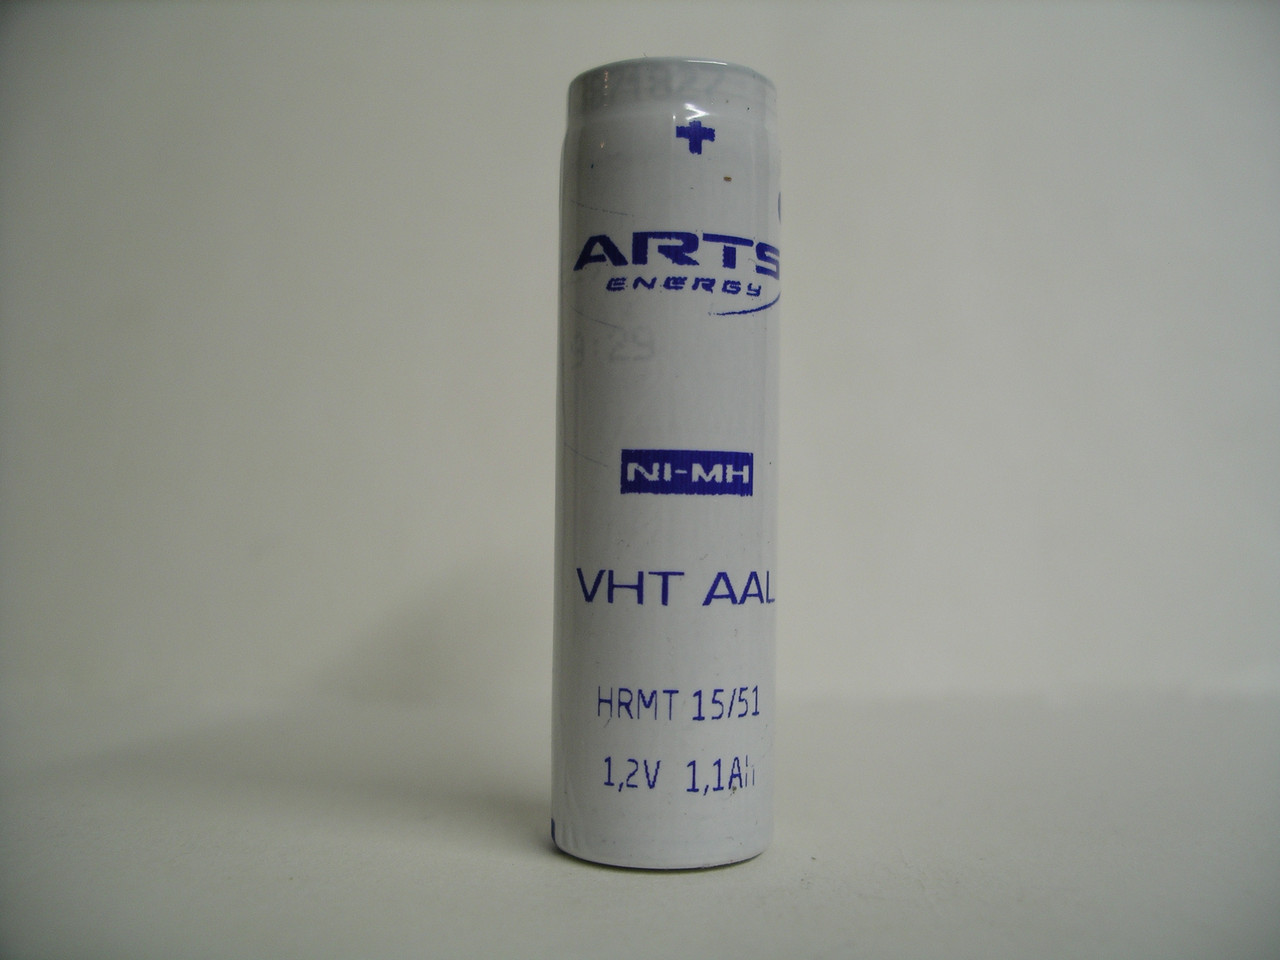 +
ARTS
ENERGY
NI-MH
VHT AAL
HRMT 15/51
1,2V 1,1Ah